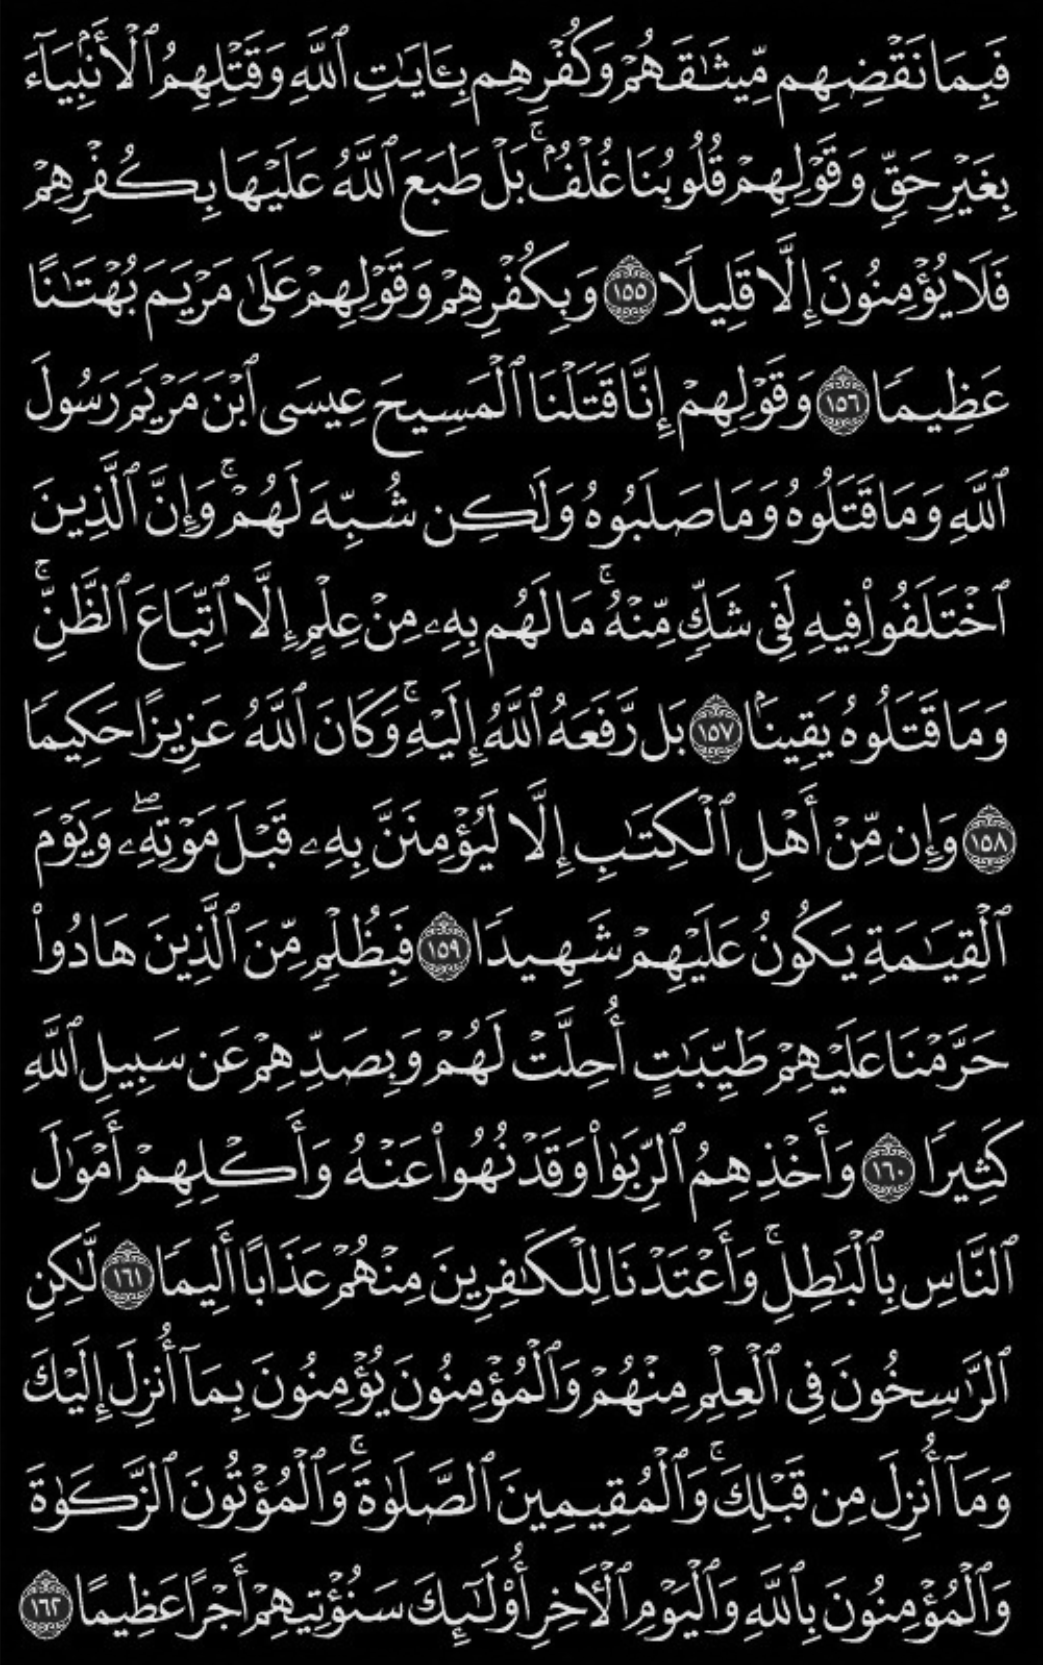 فَبِمَا نَقْضِهِم مِّيثَٰقَهُمْ وَكُفْرِهِم بِـَٔايَٰتِ ٱللَّهِ وَقَتْلِهِمُ ٱلْأَنۢبِيَآءَ
بِغَيْرِ حَقٍّ وَقَوْلِهِمْ قُلُوبُنَا غُلْفٌۢ ۚ بَلْ طَبَعَ ٱللَّهُ عَلَيْهَا بِكُفْرِهِمْ
فَلَا يُؤْمِنُونَ إِلَّا قَلِيلًا ١٥٥ وَبِكُفْرِهِمْ وَقَوْلِهِمْ عَلَىٰ مَرْيَمَ بُهْتَٰنًا
عَظِيمًا ١٥٦ وَقَوْلِهِمْ إِنَّا قَتَلْنَا ٱلْمَسِيحَ عِيسَى ٱبْنَ مَرْيَمَ رَسُولَ
ٱللَّهِ وَمَا قَتَلُوهُ وَمَا صَلَبُوهُ وَلَٰكِن شُبِّهَ لَهُمْ ۚ وَإِنَّ ٱلَّذِينَ
ٱخْتَلَفُوا۟ فِيهِ لَفِى شَكٍّ مِّنْهُ ۚ مَا لَهُم بِهِۦ مِنْ عِلْمٍ إِلَّا ٱتِّبَاعَ ٱلظَّنِّ ۚ
وَمَا قَتَلُوهُ يَقِينًۢا ١٥٧ بَل رَّفَعَهُ ٱللَّهُ إِلَيْهِ ۚ وَكَانَ ٱللَّهُ عَزِيزًا حَكِيمًا
١٥٨ وَإِن مِّنْ أَهْلِ ٱلْكِتَٰبِ إِلَّا لَيُؤْمِنَنَّ بِهِۦ قَبْلَ مَوْتِهِۦ ۖ وَيَوْمَ
ٱلْقِيَٰمَةِ يَكُونُ عَلَيْهِمْ شَهِيدًا ١٥٩ فَبِظُلْمٍ مِّنَ ٱلَّذِينَ هَادُوا۟
حَرَّمْنَا عَلَيْهِمْ طَيِّبَٰتٍ أُحِلَّتْ لَهُمْ وَبِصَدِّهِمْ عَن سَبِيلِ ٱللَّهِ
كَثِيرًا ١٦٠ وَأَخْذِهِمُ ٱلرِّبَوٰا۟ وَقَدْ نُهُوا۟ عَنْهُ وَأَكْلِهِمْ أَمْوَٰلَ
ٱلنَّاسِ بِٱلْبَٰطِلِ ۚ وَأَعْتَدْنَا لِلْكَٰفِرِينَ مِنْهُمْ عَذَابًا أَلِيمًا ١٦١ لَّٰكِنِ
ٱلرَّٰسِخُونَ فِى ٱلْعِلْمِ مِنْهُمْ وَٱلْمُؤْمِنُونَ يُؤْمِنُونَ بِمَآ أُنزِلَ إِلَيْكَ
وَمَآ أُنزِلَ مِن قَبْلِكَ ۚ وَٱلْمُقِيمِينَ ٱلصَّلَوٰةَ ۚ وَٱلْمُؤْتُونَ ٱلزَّكَوٰةَ
وَٱلْمُؤْمِنُونَ بِٱللَّهِ وَٱلْيَوْمِ ٱلْـَٔاخِرِ أُو۟لَٰٓئِكَ سَنُؤْتِيهِمْ أَجْرًا عَظِيمًا ١٦٢